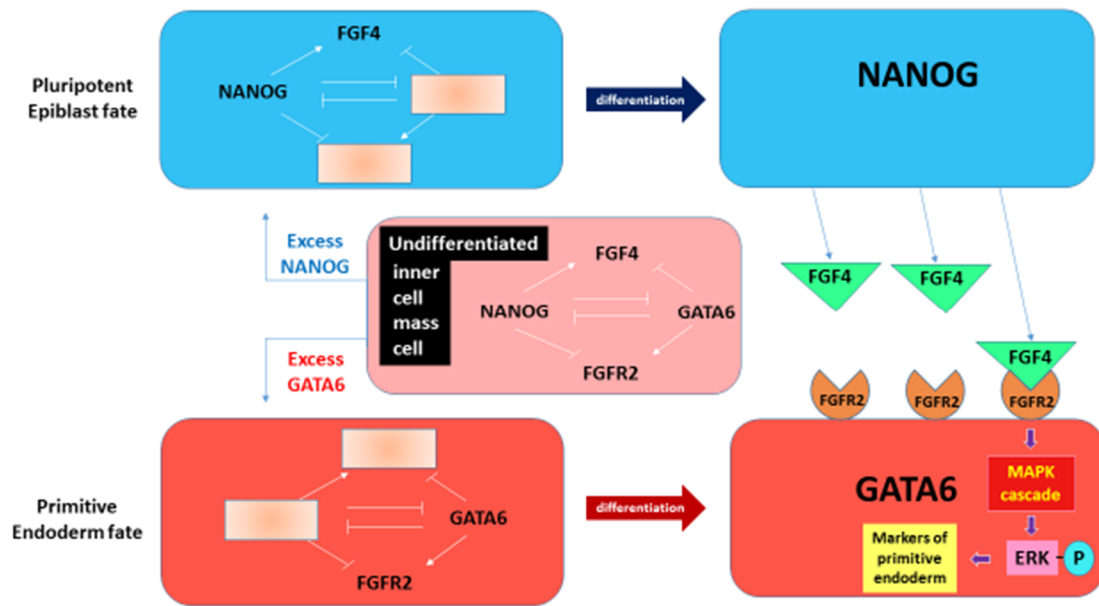 Pluripotent
Epiblast fate
FGF4
NANOG
differentiation
NANOG
Excess
NANOG
Undifferentiated
inner
cell
mass
cell
FGF4
NANOG
GATA6
FGFR2
FGF4
FGF4
FGF4
Excess
GATA6
FGFR2
FGFR2
FGFR2
Primitive
Endoderm fate
GATA6
FGFR2
differentiation
GATA6
MAPK
cascade
ERK
P
Markers of
primitive
endoderm